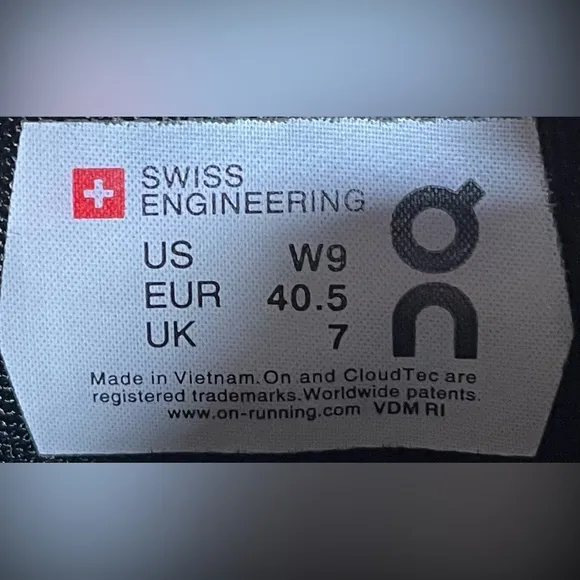 SWISS
ENGINEERING
US W9
EUR 40.5
UK 7
On
Made in Vietnam. On and CloudTec are
registered trademarks. Worldwide patents.
www.on-running.com VDM RI